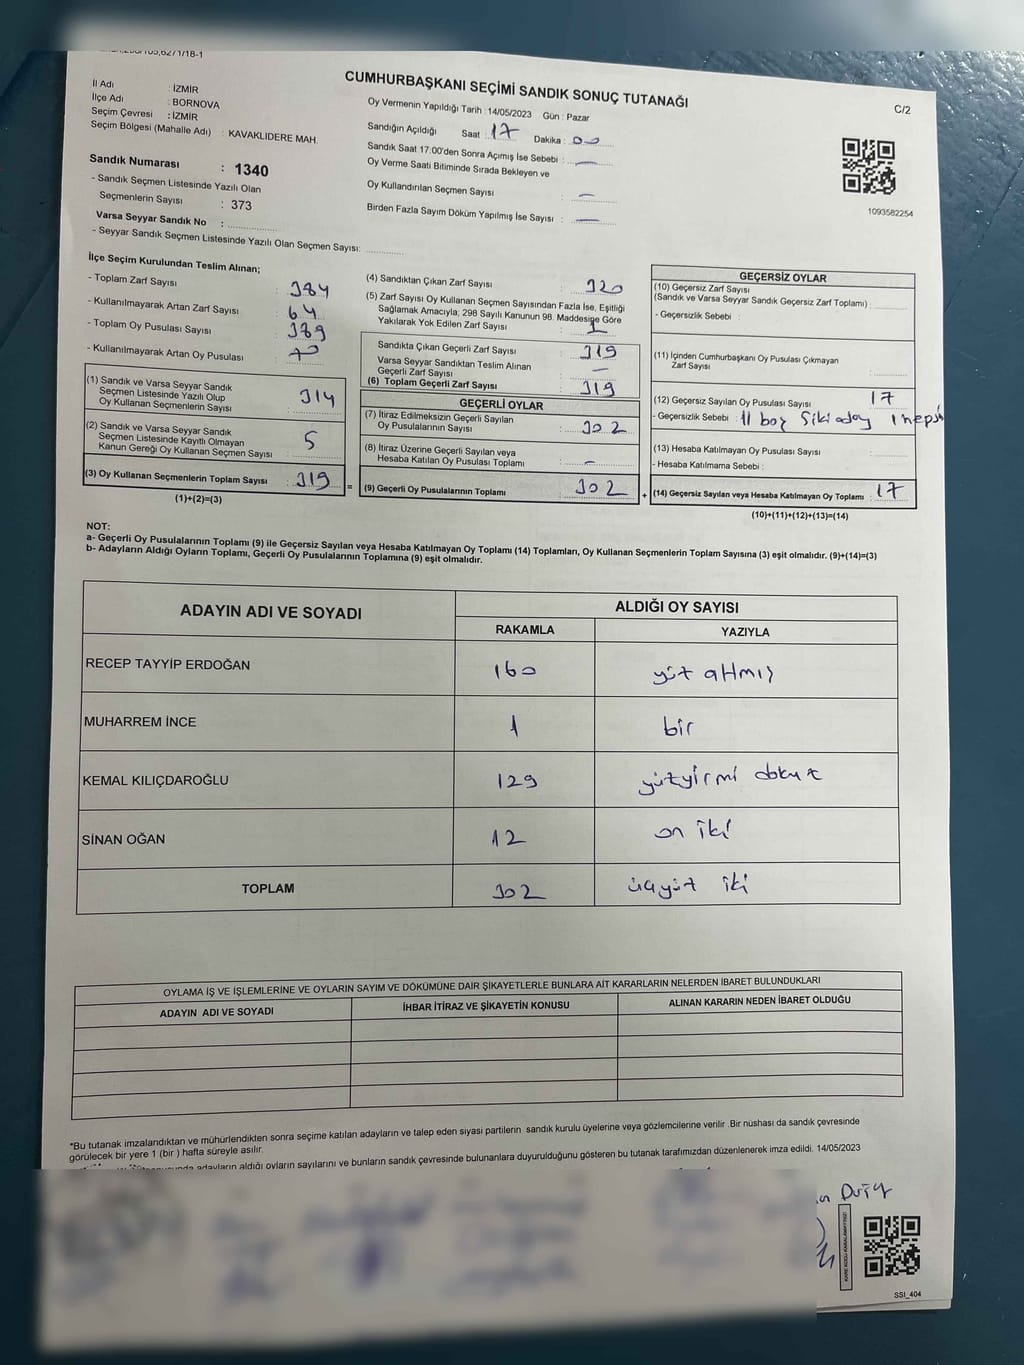 CUMHURBAŞKANI SEÇİMİ SANDIK SONUÇ TUTANAĞI
C/2
İl Adı : İZMİR
İlçe Adı : BORNOVA
Seçim Çevresi : İZMİR
Seçim Bölgesi (Mahalle Adı) : KAVAKLIDERE MAH.
Sandık Numarası : 1340
- Sandık Seçmen Listesinde Yazılı Olan
Seçmenlerin Sayısı : 373
Varsa Seyyar Sandık No :
- Seyyar Sandık Seçmen Listesinde Yazılı Olan Seçmen Sayısı:
Oy Vermenin Yapıldığı Tarih : 14/05/2023 Gün : Pazar
Sandığın Açıldığı Saat : 17 Dakika : 00
Sandık Saat 17:00'den Sonra Açımış İse Sebebi : —
Oy Verme Saati Bitiminde Sırada Bekleyen ve
Oy Kullandırılan Seçmen Sayısı : —
Birden Fazla Sayım Döküm Yapılmış İse Sayısı : —
1093582254
İlçe Seçim Kurulundan Teslim Alınan;
- Toplam Zarf Sayısı : 384
- Kullanılmayarak Artan Zarf Sayısı : 64
- Toplam Oy Pusulası Sayısı : 389
- Kullanılmayarak Artan Oy Pusulası : 70
(1) Sandık ve Varsa Seyyar Sandık
Seçmen Listesinde Yazılı Olup
Oy Kullanan Seçmenlerin Sayısı : 314
(2) Sandık ve Varsa Seyyar Sandık
Seçmen Listesinde Kayıtlı Olmayan
Kanun Gereği Oy Kullanan Seçmen Sayısı : 5
(3) Oy Kullanan Seçmenlerin Toplam Sayısı : 319
(1)+(2)=(3)
(4) Sandıktan Çıkan Zarf Sayısı : 320
(5) Zarf Sayısı Oy Kullanan Seçmen Sayısından Fazla İse, Eşitliği
Sağlamak Amacıyla; 298 Sayılı Kanunun 98. Maddesine Göre
Yakılarak Yok Edilen Zarf Sayısı : 1
Sandıkta Çıkan Geçerli Zarf Sayısı : 319
Varsa Seyyar Sandıktan Teslim Alınan
Geçerli Zarf Sayısı : —
(6) Toplam Geçerli Zarf Sayısı : 319
GEÇERLİ OYLAR
(7) İtiraz Edilmeksizin Geçerli Sayılan
Oy Pusulalarının Sayısı : 302
(8) İtiraz Üzerine Geçerli Sayılan veya
Hesaba Katılan Oy Pusulası Toplamı : —
= (9) Geçerli Oy Pusulalarının Toplamı : 302
GEÇERSİZ OYLAR
(10) Geçersiz Zarf Sayısı
(Sandık ve Varsa Seyyar Sandık Geçersiz Zarf Toplamı) :
- Geçersizlik Sebebi :
(11) İçinden Cumhurbaşkanı Oy Pusulası Çıkmayan
Zarf Sayısı :
(12) Geçersiz Sayılan Oy Pusulası Sayısı : 17
- Geçersizlik Sebebi : 11 boş 5 iki aday 1 hepsi
(13) Hesaba Katılmayan Oy Pusulası Sayısı :
- Hesaba Katılmama Sebebi :
+ (14) Geçersiz Sayılan veya Hesaba Katılmayan Oy Toplamı : 17
(10)+(11)+(12)+(13)=(14)
NOT:
a- Geçerli Oy Pusulalarının Toplamı (9) ile Geçersiz Sayılan veya Hesaba Katılmayan Oy Toplamı (14) Toplamları, Oy Kullanan Seçmenlerin Toplam Sayısına (3) eşit olmalıdır. (9)+(14)=(3)
b- Adayların Aldığı Oyların Toplamı, Geçerli Oy Pusulalarının Toplamına (9) eşit olmalıdır.
ADAYIN ADI VE SOYADI ALDIĞI OY SAYISI
RAKAMLA YAZIYLA
RECEP TAYYİP ERDOĞAN 160 yüz altmış
MUHARREM İNCE 1 bir
KEMAL KILIÇDAROĞLU 129 yüzyirmi dokuz
SİNAN OĞAN 12 on iki
TOPLAM 302 üçyüz iki
OYLAMA İŞ VE İŞLEMLERİNE VE OYLARIN SAYIM VE DÖKÜMÜNE DAİR ŞİKAYETLERLE BUNLARA AİT KARARLARIN NELERDEN İBARET BULUNDUKLARI
ADAYIN ADI VE SOYADI İHBAR İTİRAZ VE ŞİKAYETİN KONUSU ALINAN KARARIN NEDEN İBARET OLDUĞU
*Bu tutanak imzalandıktan ve mühürlendikten sonra seçime katılan adayların ve talep eden siyasi partilerin sandık kurulu üyelerine veya gözlemcilerine verilir .Bir nüshası da sandık çevresinde
görülecek bir yere 1 (bir ) hafta süreyle asılır.
adayların aldığı oyların sayılarını ve bunların sandık çevresinde bulunanlara duyurulduğunu gösteren bu tutanak tarafımızdan düzenlenerek imza edildi. 14/05/2023
SSI_404